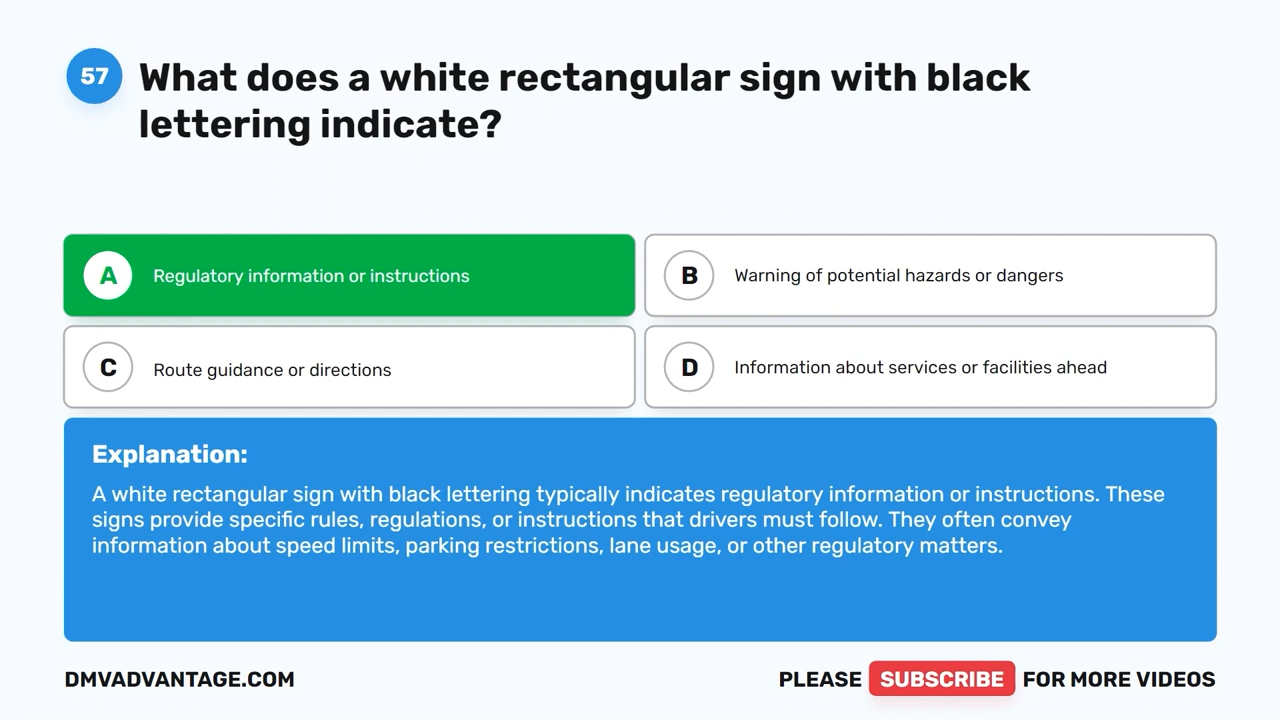 57
What does a white rectangular sign with black
lettering indicate?
A Regulatory information or instructions
B Warning of potential hazards or dangers
C Route guidance or directions
D Information about services or facilities ahead
Explanation:
A white rectangular sign with black lettering typically indicates regulatory information or instructions. These
signs provide specific rules, regulations, or instructions that drivers must follow. They often convey
information about speed limits, parking restrictions, lane usage, or other regulatory matters.
DMVADVANTAGE.COM
PLEASE SUBSCRIBE FOR MORE VIDEOS